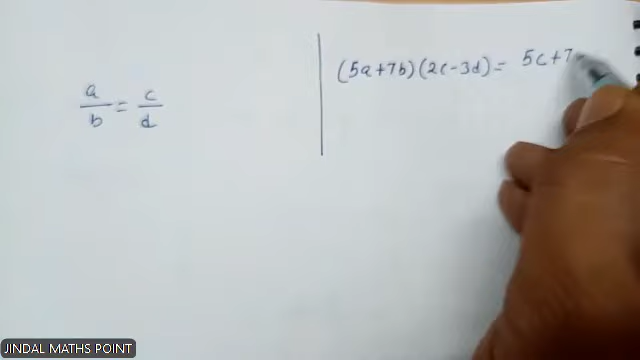 a/b = c/d
(5a+7b)(2c-3d) = 5c+7
JINDAL MATHS POINT